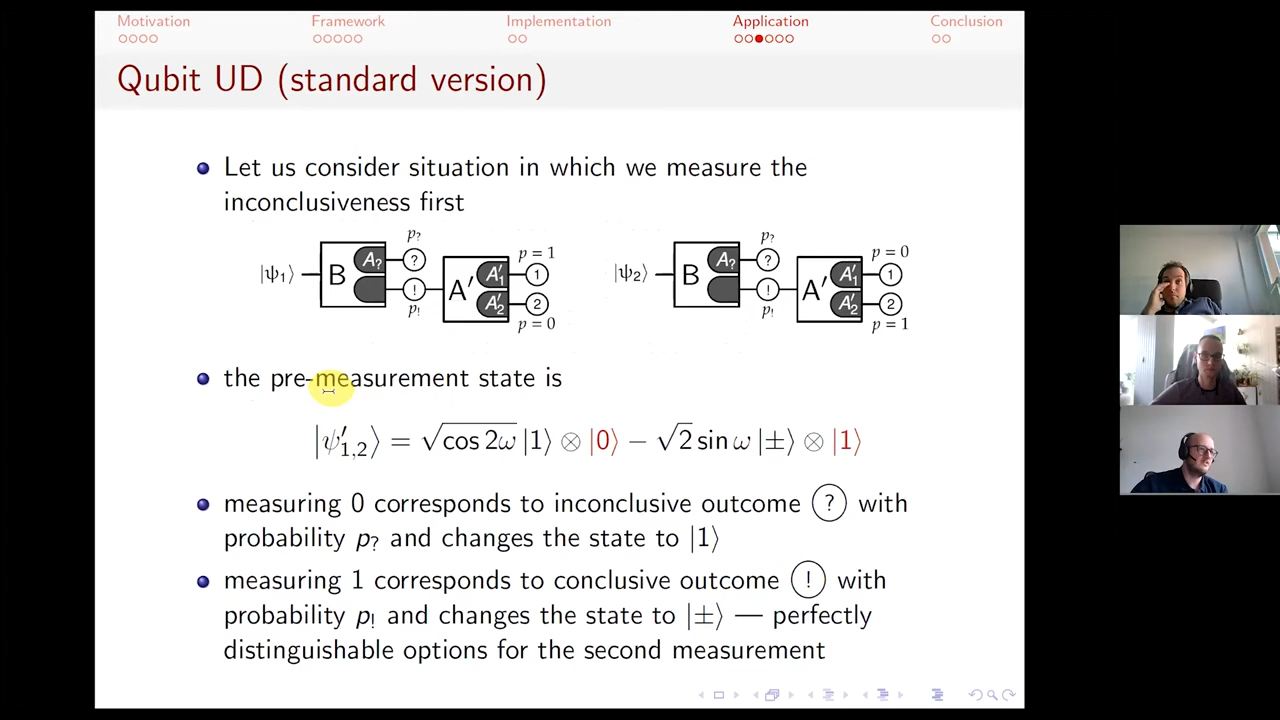 Motivation Framework Implementation Application Conclusion
Qubit UD (standard version)
Let us consider situation in which we measure the
inconclusiveness first
|ψ₁⟩ B A? p? ? ! p! A′ A′₁ A′₂ p = 1 1 2 p = 0
|ψ₂⟩ B A? p? ? ! p! A′ A′₁ A′₂ p = 0 1 2 p = 1
the pre-measurement state is
|ψ′₁,₂⟩ = √cos 2ω |1⟩ ⊗ |0⟩ − √2 sin ω |±⟩ ⊗ |1⟩
measuring 0 corresponds to inconclusive outcome ? with
probability p? and changes the state to |1⟩
measuring 1 corresponds to conclusive outcome ! with
probability p! and changes the state to |±⟩ — perfectly
distinguishable options for the second measurement